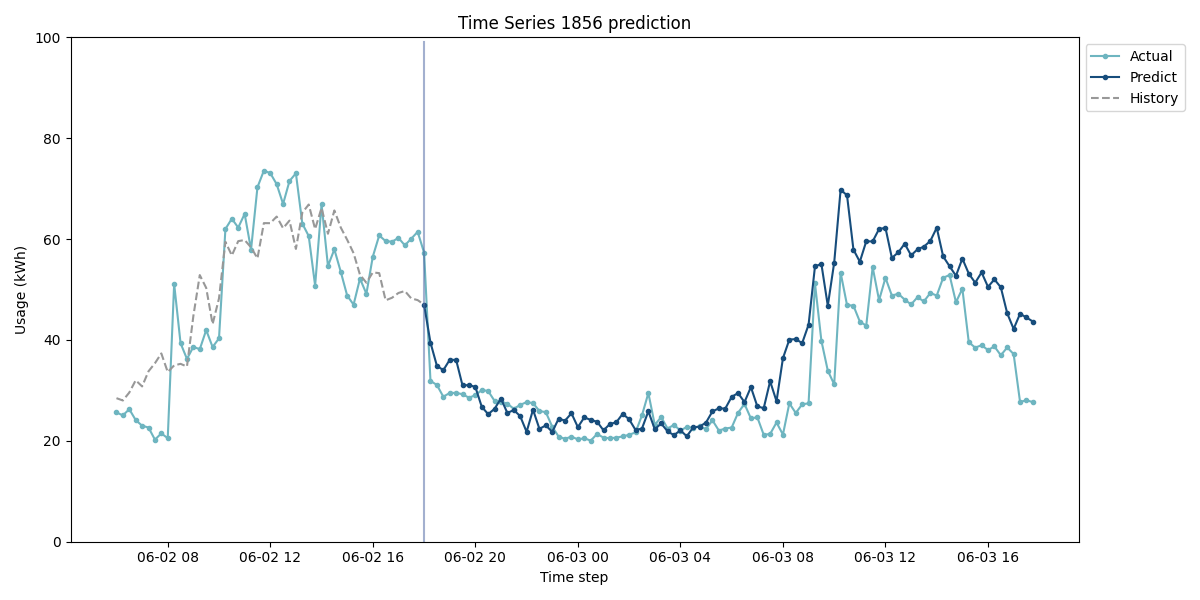 Time Series 1856 prediction
Actual
Predict
History
Usage (kWh)
100
80
60
40
20
0
06-02 08
06-02 12
06-02 16
06-02 20
06-03 00
06-03 04
06-03 08
06-03 12
06-03 16
Time step